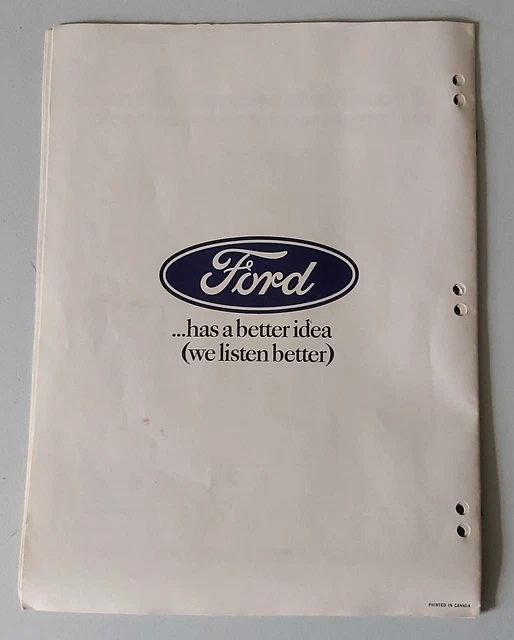 Ford
...has a better idea
(we listen better)
PRINTED IN CANADA